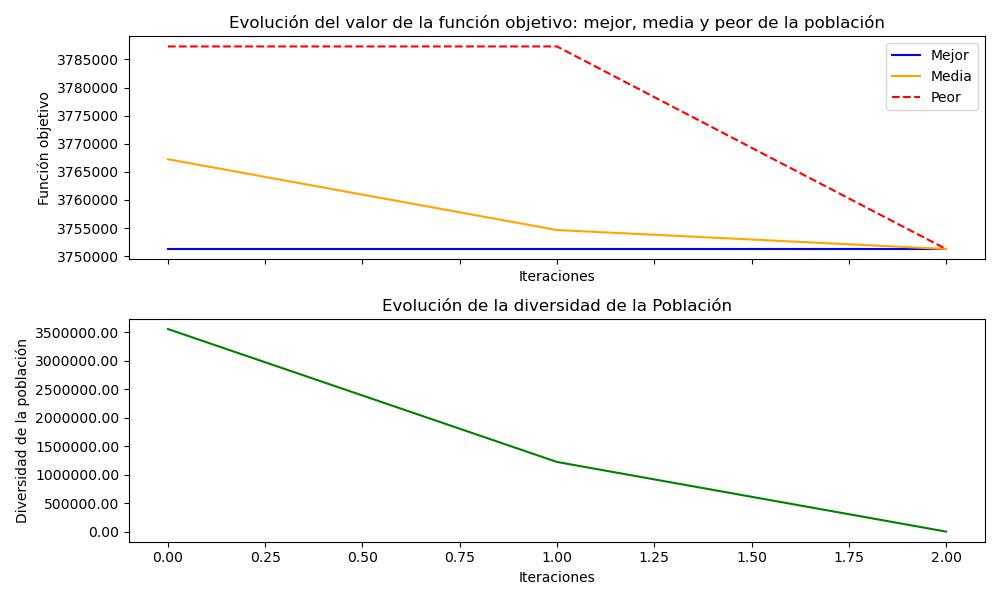 Evolución del valor de la función objetivo: mejor, media y peor de la población
Función objetivo
3785000
3780000
3775000
3770000
3765000
3760000
3755000
3750000
Mejor
Media
Peor
Iteraciones
Evolución de la diversidad de la Población
Diversidad de la población
3500000.00
3000000.00
2500000.00
2000000.00
1500000.00
1000000.00
500000.00
0.00
0.00 0.25 0.50 0.75 1.00 1.25 1.50 1.75 2.00
Iteraciones